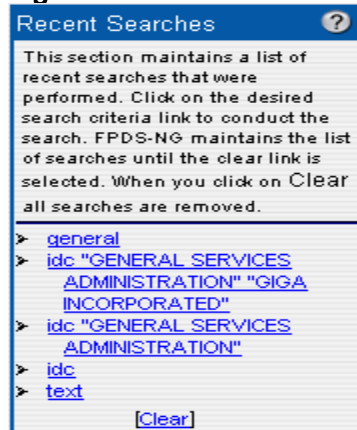 Recent Searches ?
This section maintains a list of
recent searches that were
performed. Click on the desired
search criteria link to conduct the
search. FPDS-NG maintains the list
of searches until the clear link is
selected. When you click on Clear
all searches are removed.
➤ general
➤ idc "GENERAL SERVICES
ADMINISTRATION" "GIGA
INCORPORATED"
➤ idc "GENERAL SERVICES
ADMINISTRATION"
➤ idc
➤ text
[Clear]